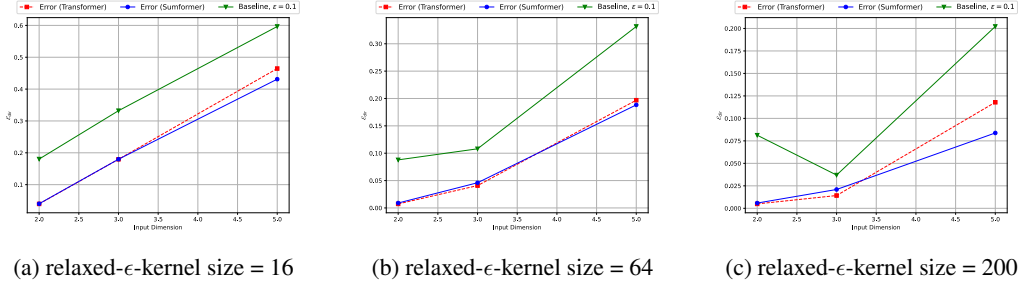 Error (Transformer) Error (Sumformer) Baseline, ε = 0.1
0.6
0.5
0.4
0.3
0.2
0.1
2.0 2.5 3.0 3.5 4.0 4.5 5.0
Input Dimension
(a) relaxed-ϵ-kernel size = 16
Error (Transformer) Error (Sumformer) Baseline, ε = 0.1
0.30
0.25
0.20
0.15
0.10
0.05
0.00
2.0 2.5 3.0 3.5 4.0 4.5 5.0
Input Dimension
(b) relaxed-ϵ-kernel size = 64
Error (Transformer) Error (Sumformer) Baseline, ε = 0.1
0.200
0.175
0.150
0.125
0.100
0.075
0.050
0.025
0.000
2.0 2.5 3.0 3.5 4.0 4.5 5.0
Input Dimension
(c) relaxed-ϵ-kernel size = 200